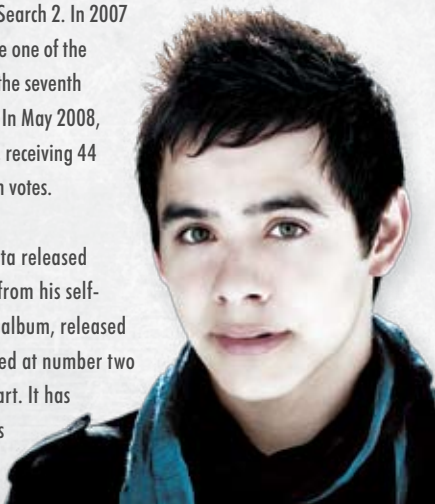 Search 2. In 2007
e one of the
the seventh
In May 2008,
receiving 44
n votes.
ta released
from his self-
album, released
ed at number two
art. It has
s